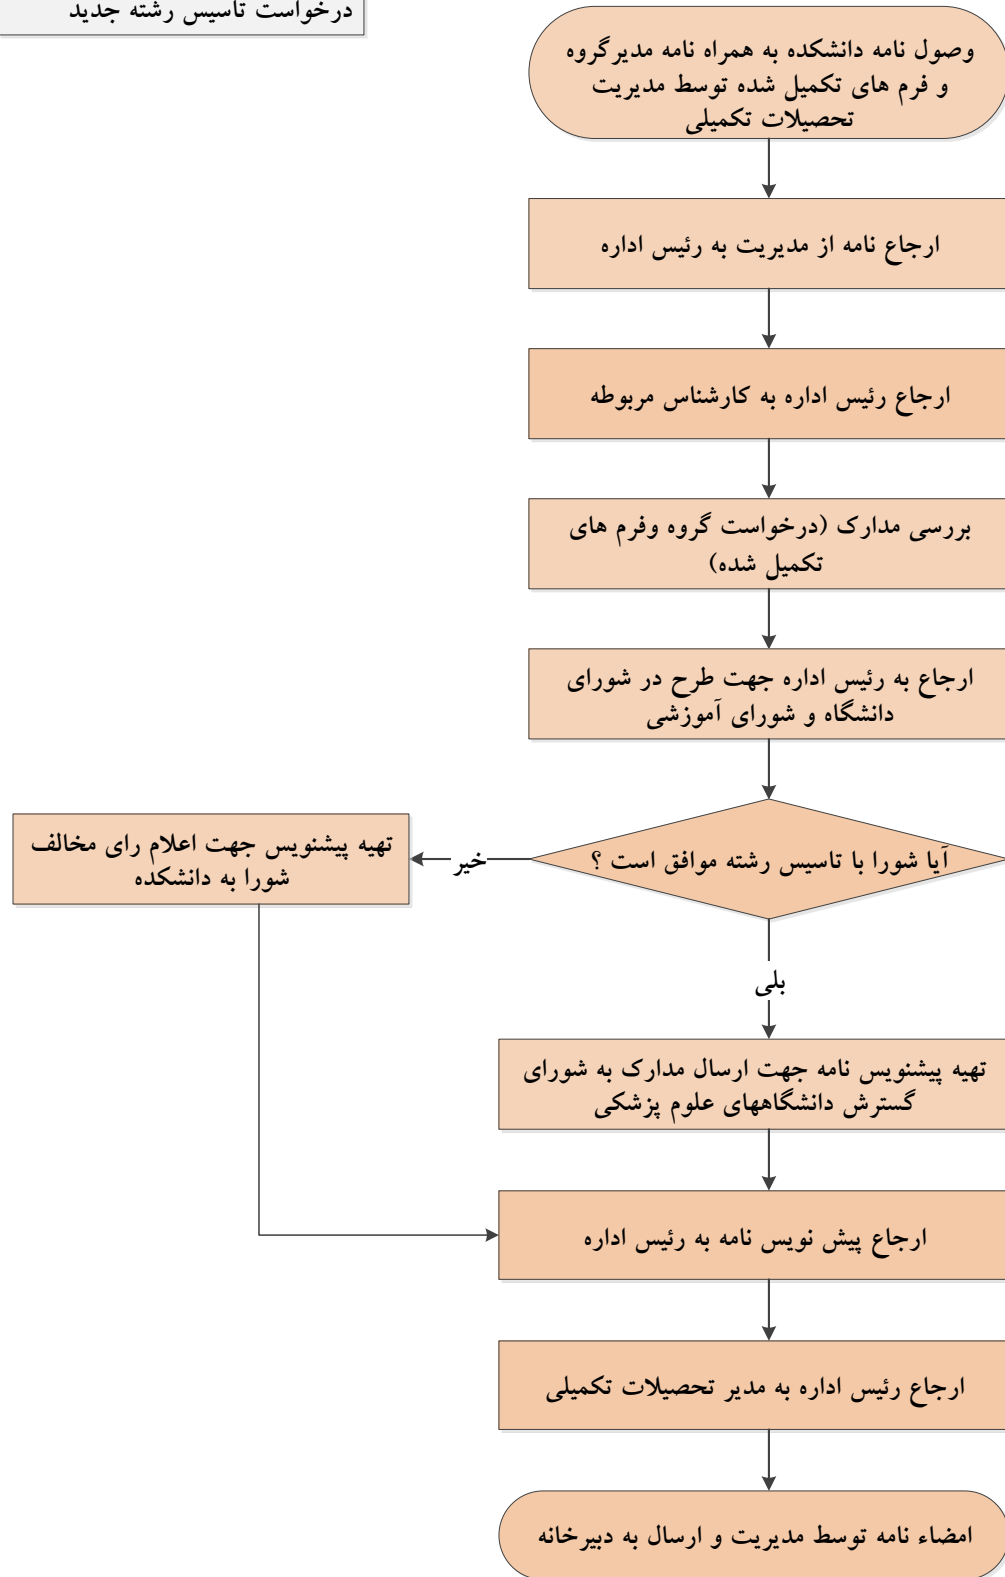 درخواست تاسیس رشته جدید
وصول نامه دانشکده به همراه نامه مدیرگروه
و فرم های تکمیل شده توسط مدیریت
تحصیلات تکمیلی
ارجاع نامه از مدیریت به رئیس اداره
ارجاع رئیس اداره به کارشناس مربوطه
بررسی مدارک (درخواست گروه وفرم های
تکمیل شده)
ارجاع به رئیس اداره جهت طرح در شورای
دانشگاه و شورای آموزشی
آیا شورا با تاسیس رشته موافق است ؟
خیر
تهیه پیشنویس جهت اعلام رای مخالف
شورا به دانشکده
بلی
تهیه پیشنویس نامه جهت ارسال مدارک به شورای
گسترش دانشگاههای علوم پزشکی
ارجاع پیش نویس نامه به رئیس اداره
ارجاع رئیس اداره به مدیر تحصیلات تکمیلی
امضاء نامه توسط مدیریت و ارسال به دبیرخانه